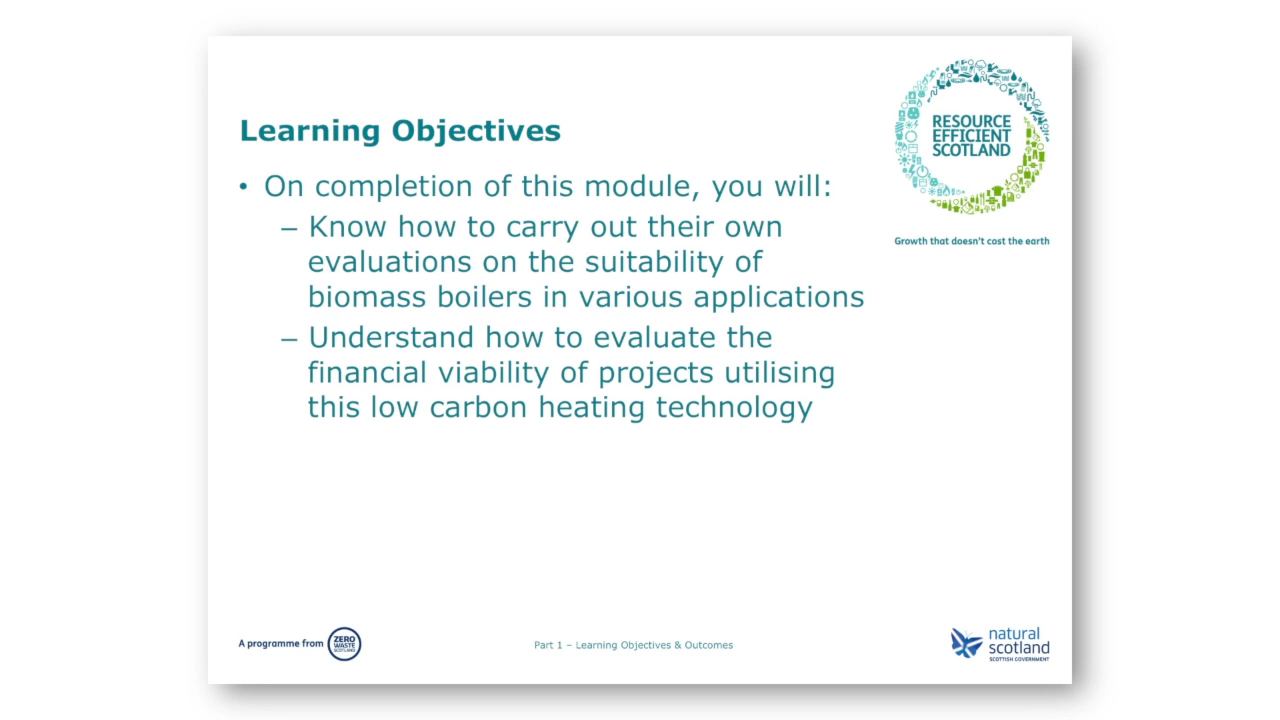 Learning Objectives
• On completion of this module, you will:
– Know how to carry out their own
evaluations on the suitability of
biomass boilers in various applications
– Understand how to evaluate the
financial viability of projects utilising
this low carbon heating technology
RESOURCE
EFFICIENT
SCOTLAND
Growth that doesn't cost the earth
A programme from
ZERO
WASTE
SCOTLAND
Part 1 – Learning Objectives & Outcomes
natural
scotland
SCOTTISH GOVERNMENT